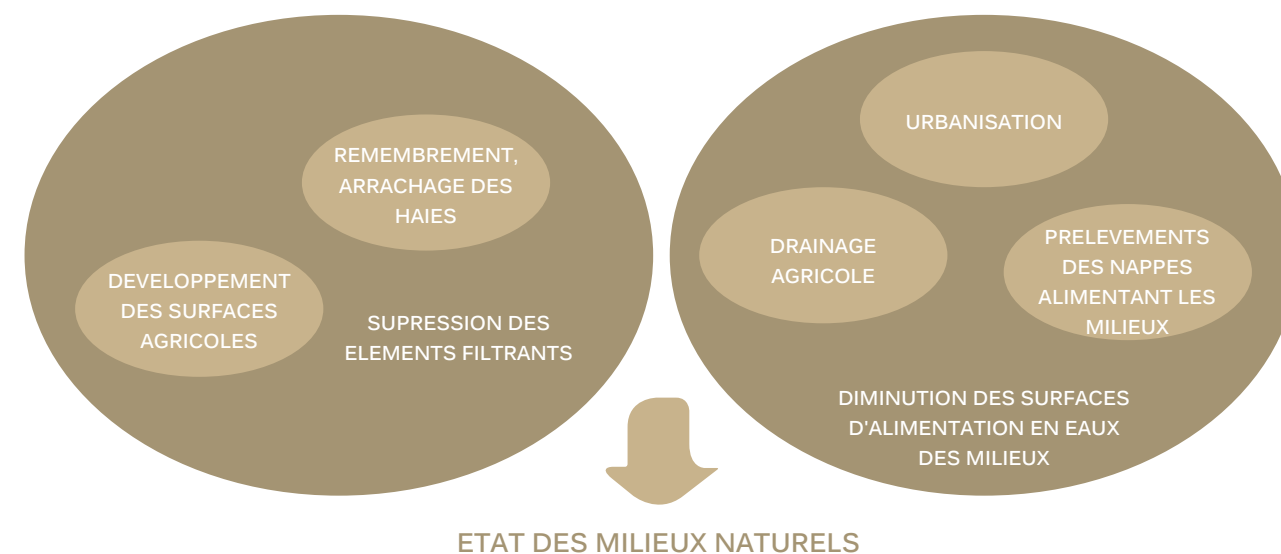 REMEMBREMENT,
ARRACHAGE DES
HAIES
DEVELOPPEMENT
DES SURFACES
AGRICOLES
SUPRESSION DES
ELEMENTS FILTRANTS
URBANISATION
DRAINAGE
AGRICOLE
PRELEVEMENTS
DES NAPPES
ALIMENTANT LES
MILIEUX
DIMINUTION DES SURFACES
D'ALIMENTATION EN EAUX
DES MILIEUX
ETAT DES MILIEUX NATURELS